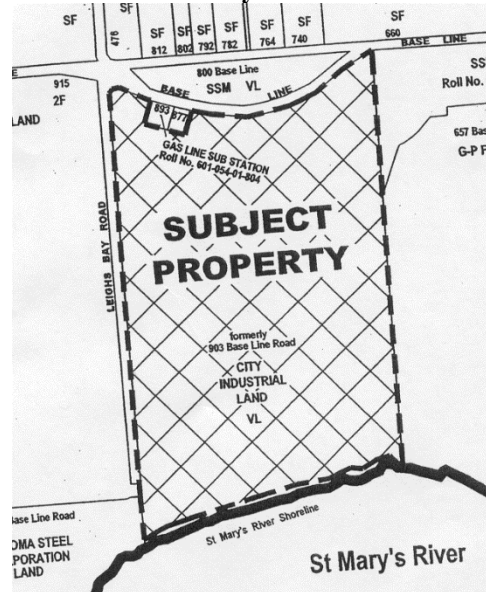 SF
SF
SF
SF
478
SF SF SF SF
SF SF
812 802 792 782
764 740
660
BASE LINE
800 Base Line
SSM VL
BASE LINE
915
2F
LAND
893 877
GAS LINE SUB STATION
Roll No. 601-054-01-804
SS
Roll No.
657 Bas
G-P F
LEIGHS BAY ROAD
SUBJECT
PROPERTY
formerly
903 Base Line Road
CITY
INDUSTRIAL
LAND
VL
ase Line Road
OMA STEEL
PORATION
LAND
St Mary's River Shoreline
St Mary's River